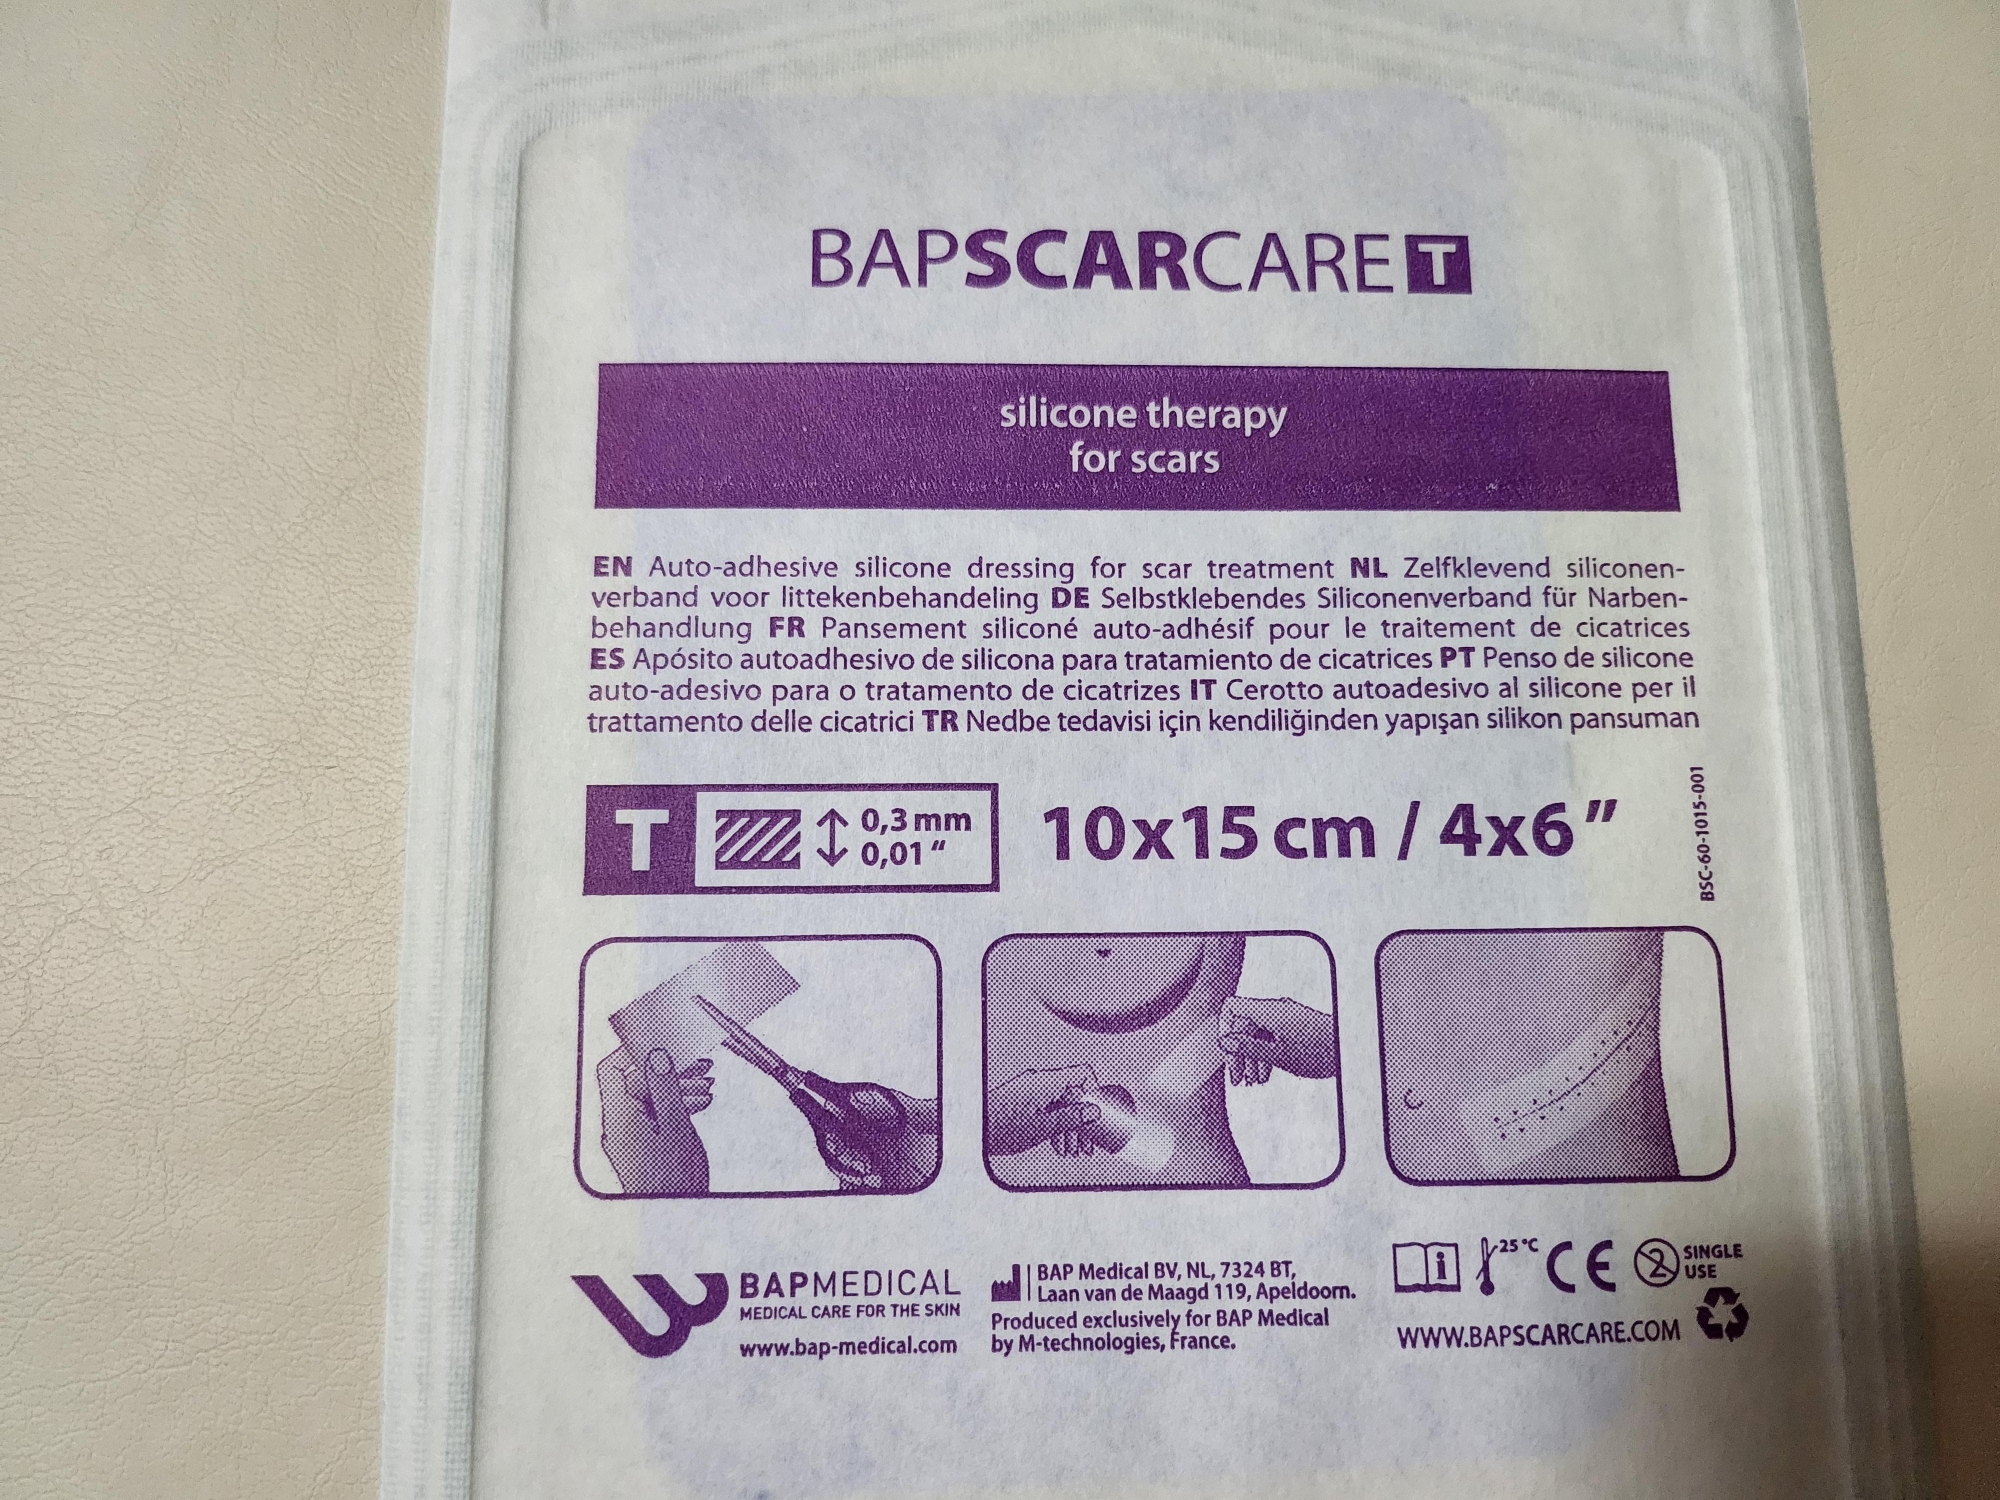 BAPSCARCARE T
silicone therapy
for scars
EN Auto-adhesive silicone dressing for scar treatment NL Zelfklevend siliconen-
verband voor littekenbehandeling DE Selbstklebendes Siliconenverband für Narben-
behandlung FR Pansement siliconé auto-adhésif pour le traitement de cicatrices
ES Apósito autoadhesivo de silicona para tratamiento de cicatrices PT Penso de silicone
auto-adesivo para o tratamento de cicatrizes IT Cerotto autoadesivo al silicone per il
trattamento delle cicatrici TR Nedbe tedavisi için kendiliğinden yapışan silikon pansuman
T
0,3 mm
0,01 "
10x15 cm / 4x6"
BSC-60-1015-001
BAPMEDICAL
MEDICAL CARE FOR THE SKIN
www.bap-medical.com
BAP Medical BV, NL, 7324 BT,
Laan van de Maagd 119, Apeldoorn.
Produced exclusively for BAP Medical
by M-technologies, France.
i
25 °C
CE
2
SINGLE
USE
WWW.BAPSCARCARE.COM